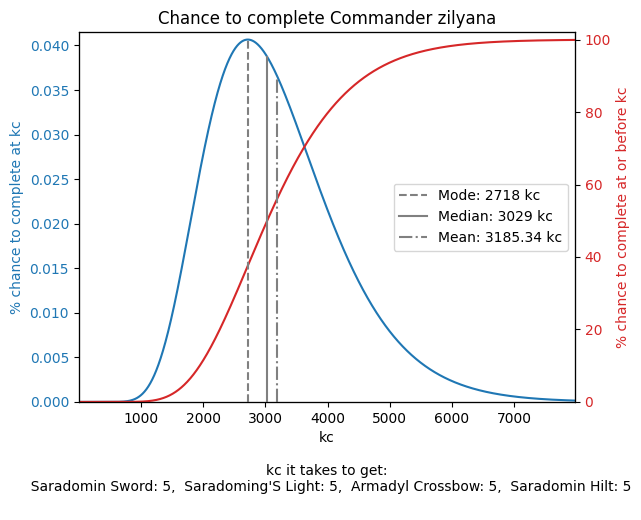 Chance to complete Commander zilyana
% chance to complete at kc
0.040
0.035
0.030
0.025
0.020
0.015
0.010
0.005
0.000
100
80
60
40
20
0
% chance to complete at or before kc
Mode: 2718 kc
Median: 3029 kc
Mean: 3185.34 kc
1000 2000 3000 4000 5000 6000 7000
kc
kc it takes to get:
Saradomin Sword: 5,  Saradoming'S Light: 5,  Armadyl Crossbow: 5,  Saradomin Hilt: 5